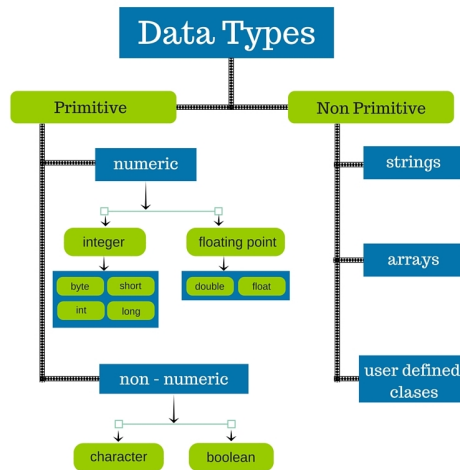 Data Types
Primitive
Non Primitive
numeric
strings
integer
floating point
byte
short
double
float
int
long
arrays
non - numeric
user defined
clases
character
boolean